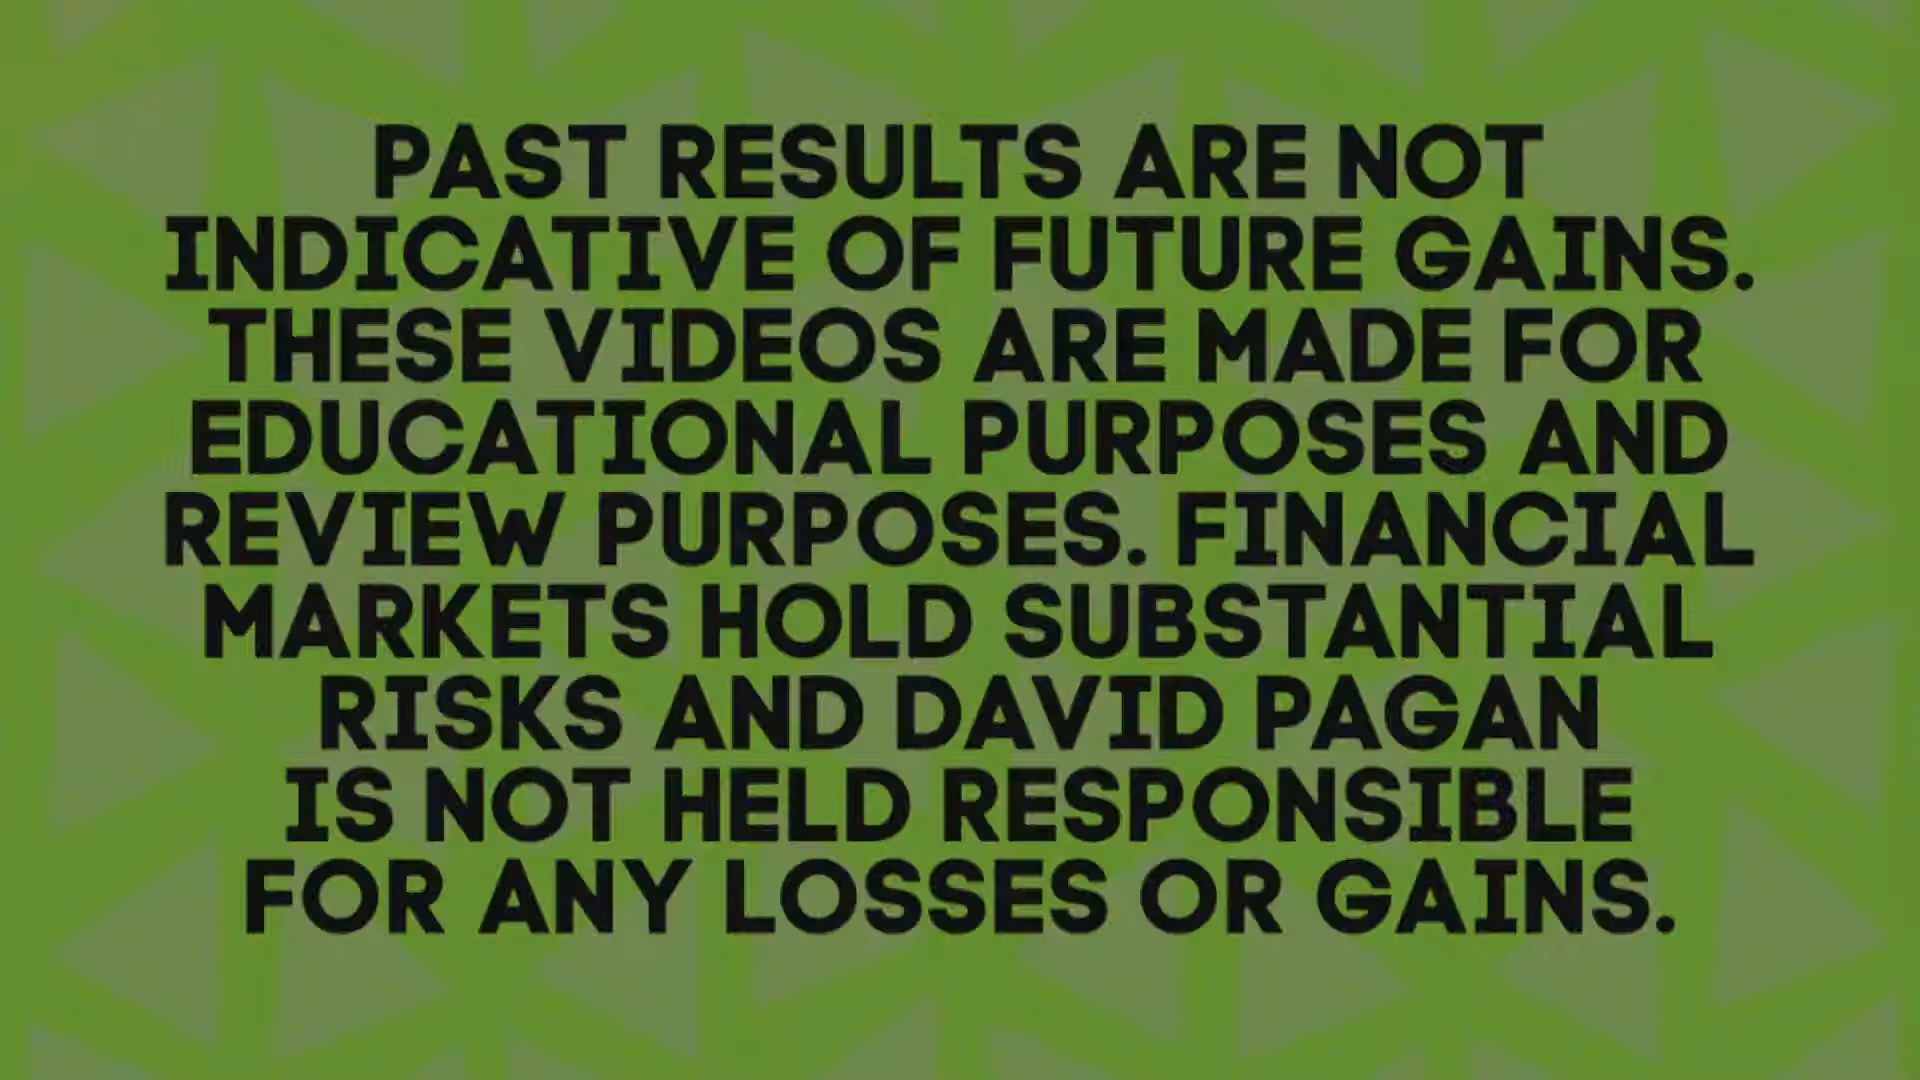 PAST RESULTS ARE NOT
INDICATIVE OF FUTURE GAINS.
THESE VIDEOS ARE MADE FOR
EDUCATIONAL PURPOSES AND
REVIEW PURPOSES. FINANCIAL
MARKETS HOLD SUBSTANTIAL
RISKS AND DAVID PAGAN
IS NOT HELD RESPONSIBLE
FOR ANY LOSSES OR GAINS.